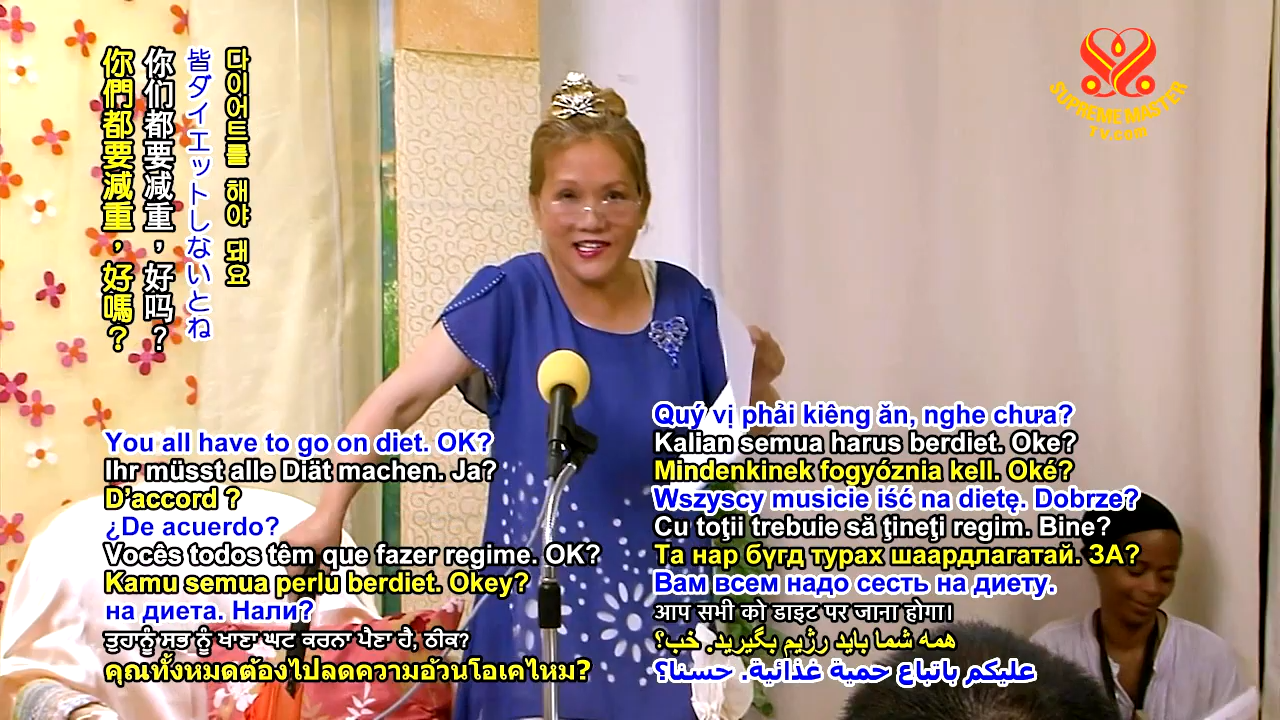 你們都要減重，好嗎？
你们都要减重，好吗？
皆ダイエットしないとね
다이어트를 해야 돼여
SUPREME MASTER
TV.com
You all have to go on diet. OK?
Ihr müsst alle Diät machen. Ja?
D'accord ?
¿De acuerdo?
Vocês todos têm que fazer regime. OK?
Kamu semua perlu berdiet. Okey?
на диета. Нали?
ਤੁਹਾਨੂੰ ਸਭ ਨੂੰ ਖਾਣਾ ਘਟ ਕਰਨਾ ਪੈਣਾ ਹੈ, ਠੀਕ?
คุณทั้งหมดต้องไปลดความอ้วนโอเคไหม?
Quý vị phải kiêng ăn, nghe chưa?
Kalian semua harus berdiet. Oke?
Mindenkinek fogyóznia kell. Oké?
Wszyscy musicie iść na dietę. Dobrze?
Cu toţii trebuie să ţineţi regim. Bine?
Та нар бүгд турах шаардлагатай. ЗА?
Вам всем надо сесть на диету.
आप सभी को डाइट पर जाना होगा।
همه شما باید رژیم بگیرید. خب؟
عليكم باتباع حمية غذائية. حسنا؟